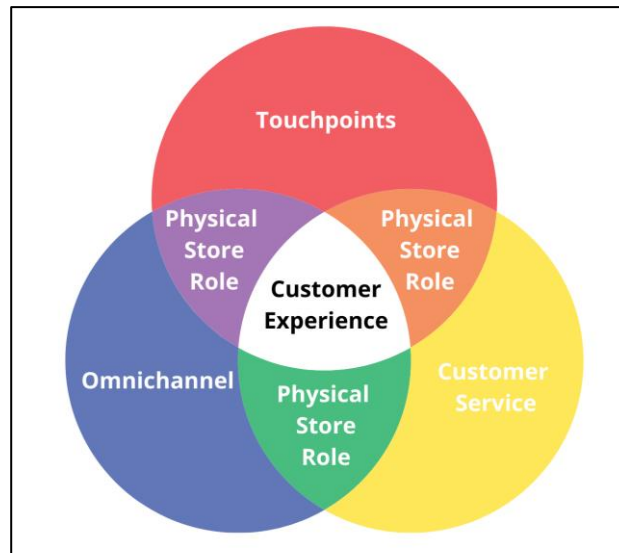 Touchpoints
Physical
Store
Role
Physical
Store
Role
Customer
Experience
Omnichannel
Customer
Service
Physical
Store
Role